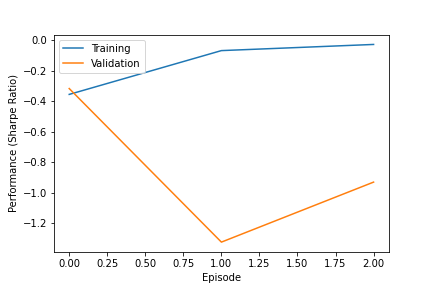 Training
Validation
Performance (Sharpe Ratio)
0.0
−0.2
−0.4
−0.6
−0.8
−1.0
−1.2
0.00 0.25 0.50 0.75 1.00 1.25 1.50 1.75 2.00
Episode